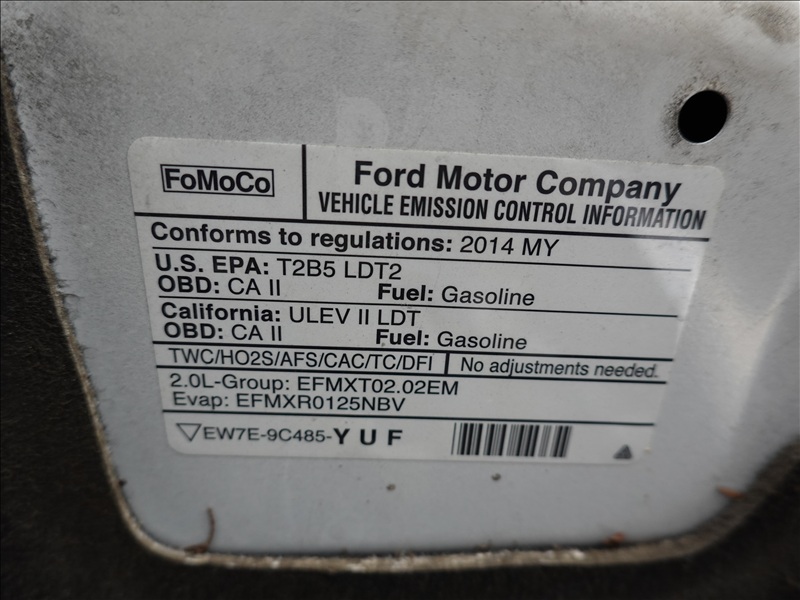 FoMoCo
Ford Motor Company
VEHICLE EMISSION CONTROL INFORMATION
Conforms to regulations: 2014 MY
U.S. EPA: T2B5 LDT2
OBD: CA II Fuel: Gasoline
California: ULEV II LDT
OBD: CA II Fuel: Gasoline
TWC/HO2S/AFS/CAC/TC/DFI No adjustments needed.
2.0L-Group: EFMXT02.02EM
Evap: EFMXR0125NBV
EW7E-9C485-YUF